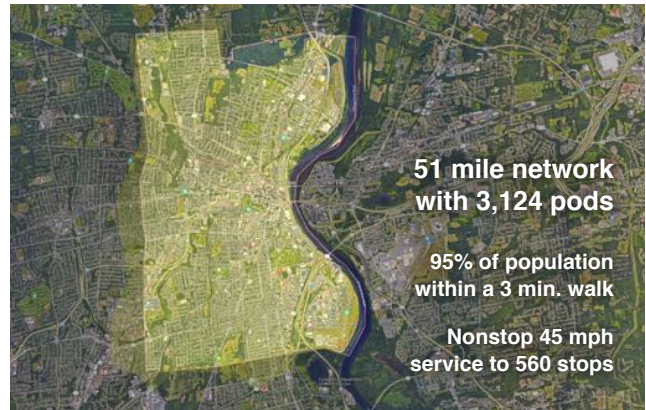 51 mile network
with 3,124 pods
95% of population
within a 3 min. walk
Nonstop 45 mph
service to 560 stops